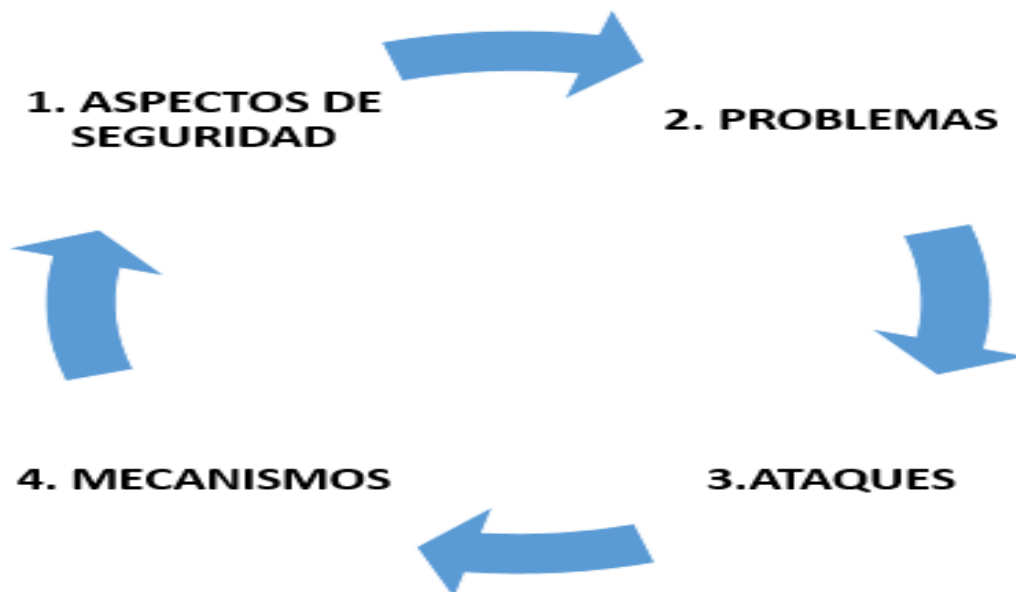 1. ASPECTOS DE
SEGURIDAD
2. PROBLEMAS
3.ATAQUES
4. MECANISMOS